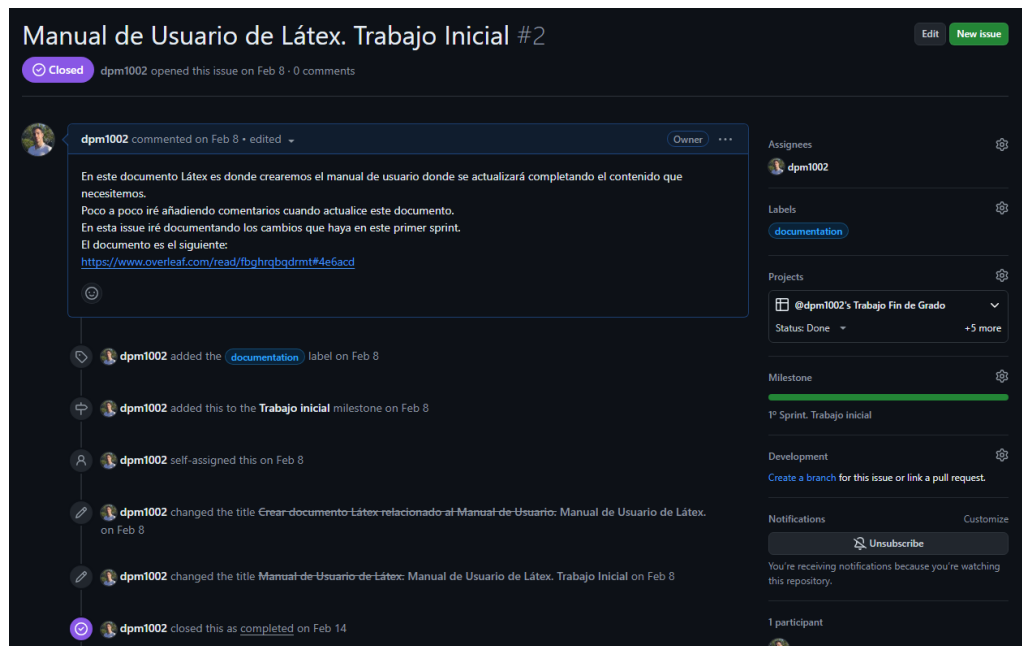 Manual de Usuario de Látex. Trabajo Inicial #2
Edit
New issue
Closed
dpm1002 opened this issue on Feb 8 · 0 comments
dpm1002 commented on Feb 8 • edited
Owner
En este documento Látex es donde crearemos el manual de usuario donde se actualizará completando el contenido que
necesitemos.
Poco a poco iré añadiendo comentarios cuando actualice este documento.
En esta issue iré documentando los cambios que haya en este primer sprint.
El documento es el siguiente:
https://www.overleaf.com/read/fbghrqbqdrmt#4e6acd
dpm1002 added the documentation label on Feb 8
dpm1002 added this to the Trabajo inicial milestone on Feb 8
dpm1002 self-assigned this on Feb 8
dpm1002 changed the title Crear documento Látex relacionado al Manual de Usuario. Manual de Usuario de Látex.
on Feb 8
dpm1002 changed the title Manual de Usuario de Látex. Manual de Usuario de Látex. Trabajo Inicial on Feb 8
dpm1002 closed this as completed on Feb 14
Assignees
dpm1002
Labels
documentation
Projects
@dpm1002's Trabajo Fin de Grado
Status: Done
+5 more
Milestone
1º Sprint. Trabajo inicial
Development
Create a branch for this issue or link a pull request.
Notifications
Customize
Unsubscribe
You're receiving notifications because you're watching
this repository.
1 participant